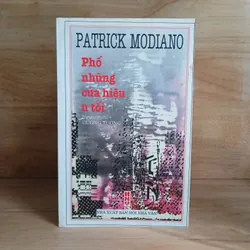 PATRICK MODIANO
Phố
những
cửa hiệu
u tối
NHÀ XUẤT BẢN HỘI NHÀ VĂN